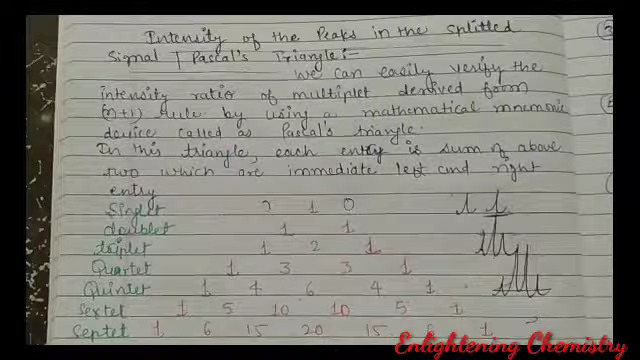 Intensity of the Peaks in the Splitted
Signal | Pascal's Triangle:-
We can easily verify the
intensity ratio of multiplet derived form
(n+1) Rule by using a mathematical mnemonic
device called as Pascal's triangle.
In this triangle, each entry is sum of above
two which are immediate left and right
entry
Singlet 1 0
doublet 1 1
triplet 1 2 1
Quartet 1 3 3 1
Quintet 1 4 6 4 1
Sextet 1 5 10 10 5 1
Septet 1 6 15 20 15 6 1
Enlightening Chemistry